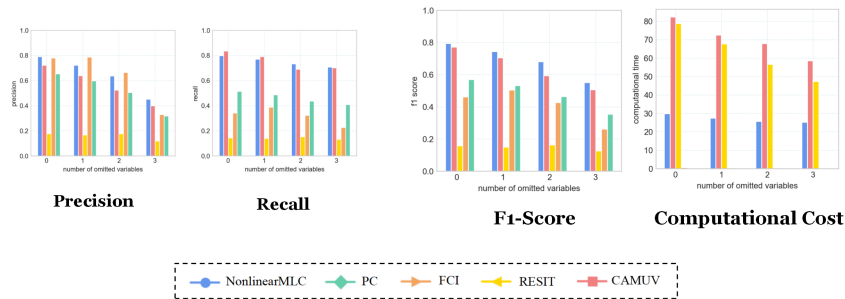 1.0
0.8
0.6
0.4
0.2
0.0
precision
0 1 2 3
number of omitted variables
Precision
1.0
0.8
0.6
0.4
0.2
0.0
recall
0 1 2 3
number of omitted variables
Recall
1.0
0.8
0.6
0.4
0.2
0.0
f1 score
0 1 2 3
number of omitted variables
F1-Score
80
70
60
50
40
30
20
10
0
computational time
0 1 2 3
number of omitted variables
Computational Cost
NonlinearMLC PC FCI RESIT CAMUV